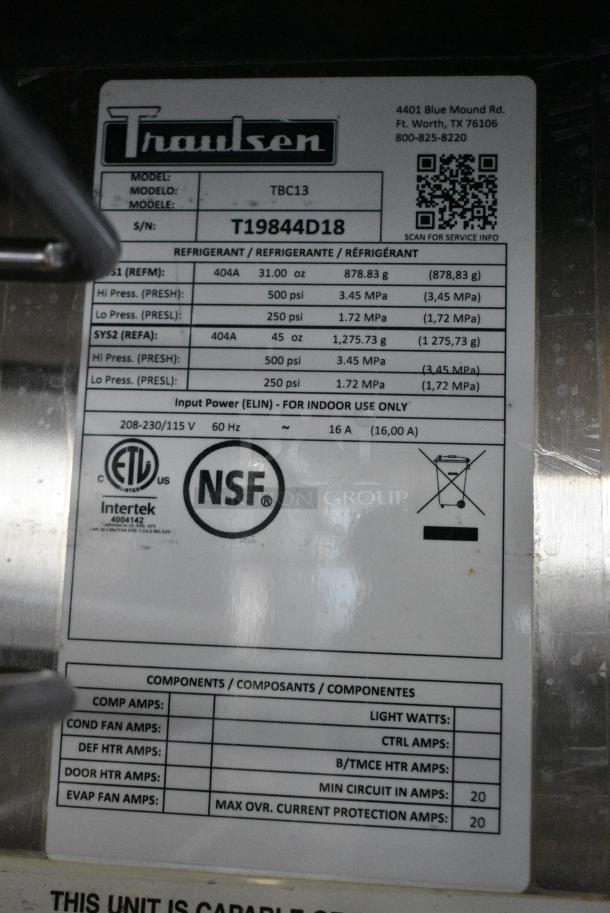 Traulsen
4401 Blue Mound Rd.
Ft. Worth, TX 76106
800-825-8220
MODEL:
MODELO:
MODELE:
TBC13
S/N:
T19844D18
SCAN FOR SERVICE INFO
REFRIGERANT / REFRIGERANTE / RÉFRIGÉRANT
S1 (REFM): 404A 31.00 oz 878.83 g (878,83 g)
Hi Press. (PRESH): 500 psi 3.45 MPa (3,45 MPa)
Lo Press. (PRESL): 250 psi 1.72 MPa (1,72 MPa)
SYS2 (REFA): 404A 45 oz 1,275.73 g (1 275,73 g)
Hi Press. (PRESH): 500 psi 3.45 MPa (3,45 MPa)
Lo Press. (PRESL): 250 psi 1.72 MPa (1,72 MPa)
Input Power (ELIN) - FOR INDOOR USE ONLY
208-230/115 V 60 Hz ~ 16 A (16,00 A)
C ETL US
LISTED
Intertek
4004142
NSF®
GROUP
COMPONENTS / COMPOSANTS / COMPONENTES
COMP AMPS: LIGHT WATTS:
COND FAN AMPS: CTRL AMPS:
DEF HTR AMPS: B/TMCE HTR AMPS:
DOOR HTR AMPS: MIN CIRCUIT IN AMPS: 20
EVAP FAN AMPS: MAX OVR. CURRENT PROTECTION AMPS: 20
THIS UNIT IS CAPABLE OF